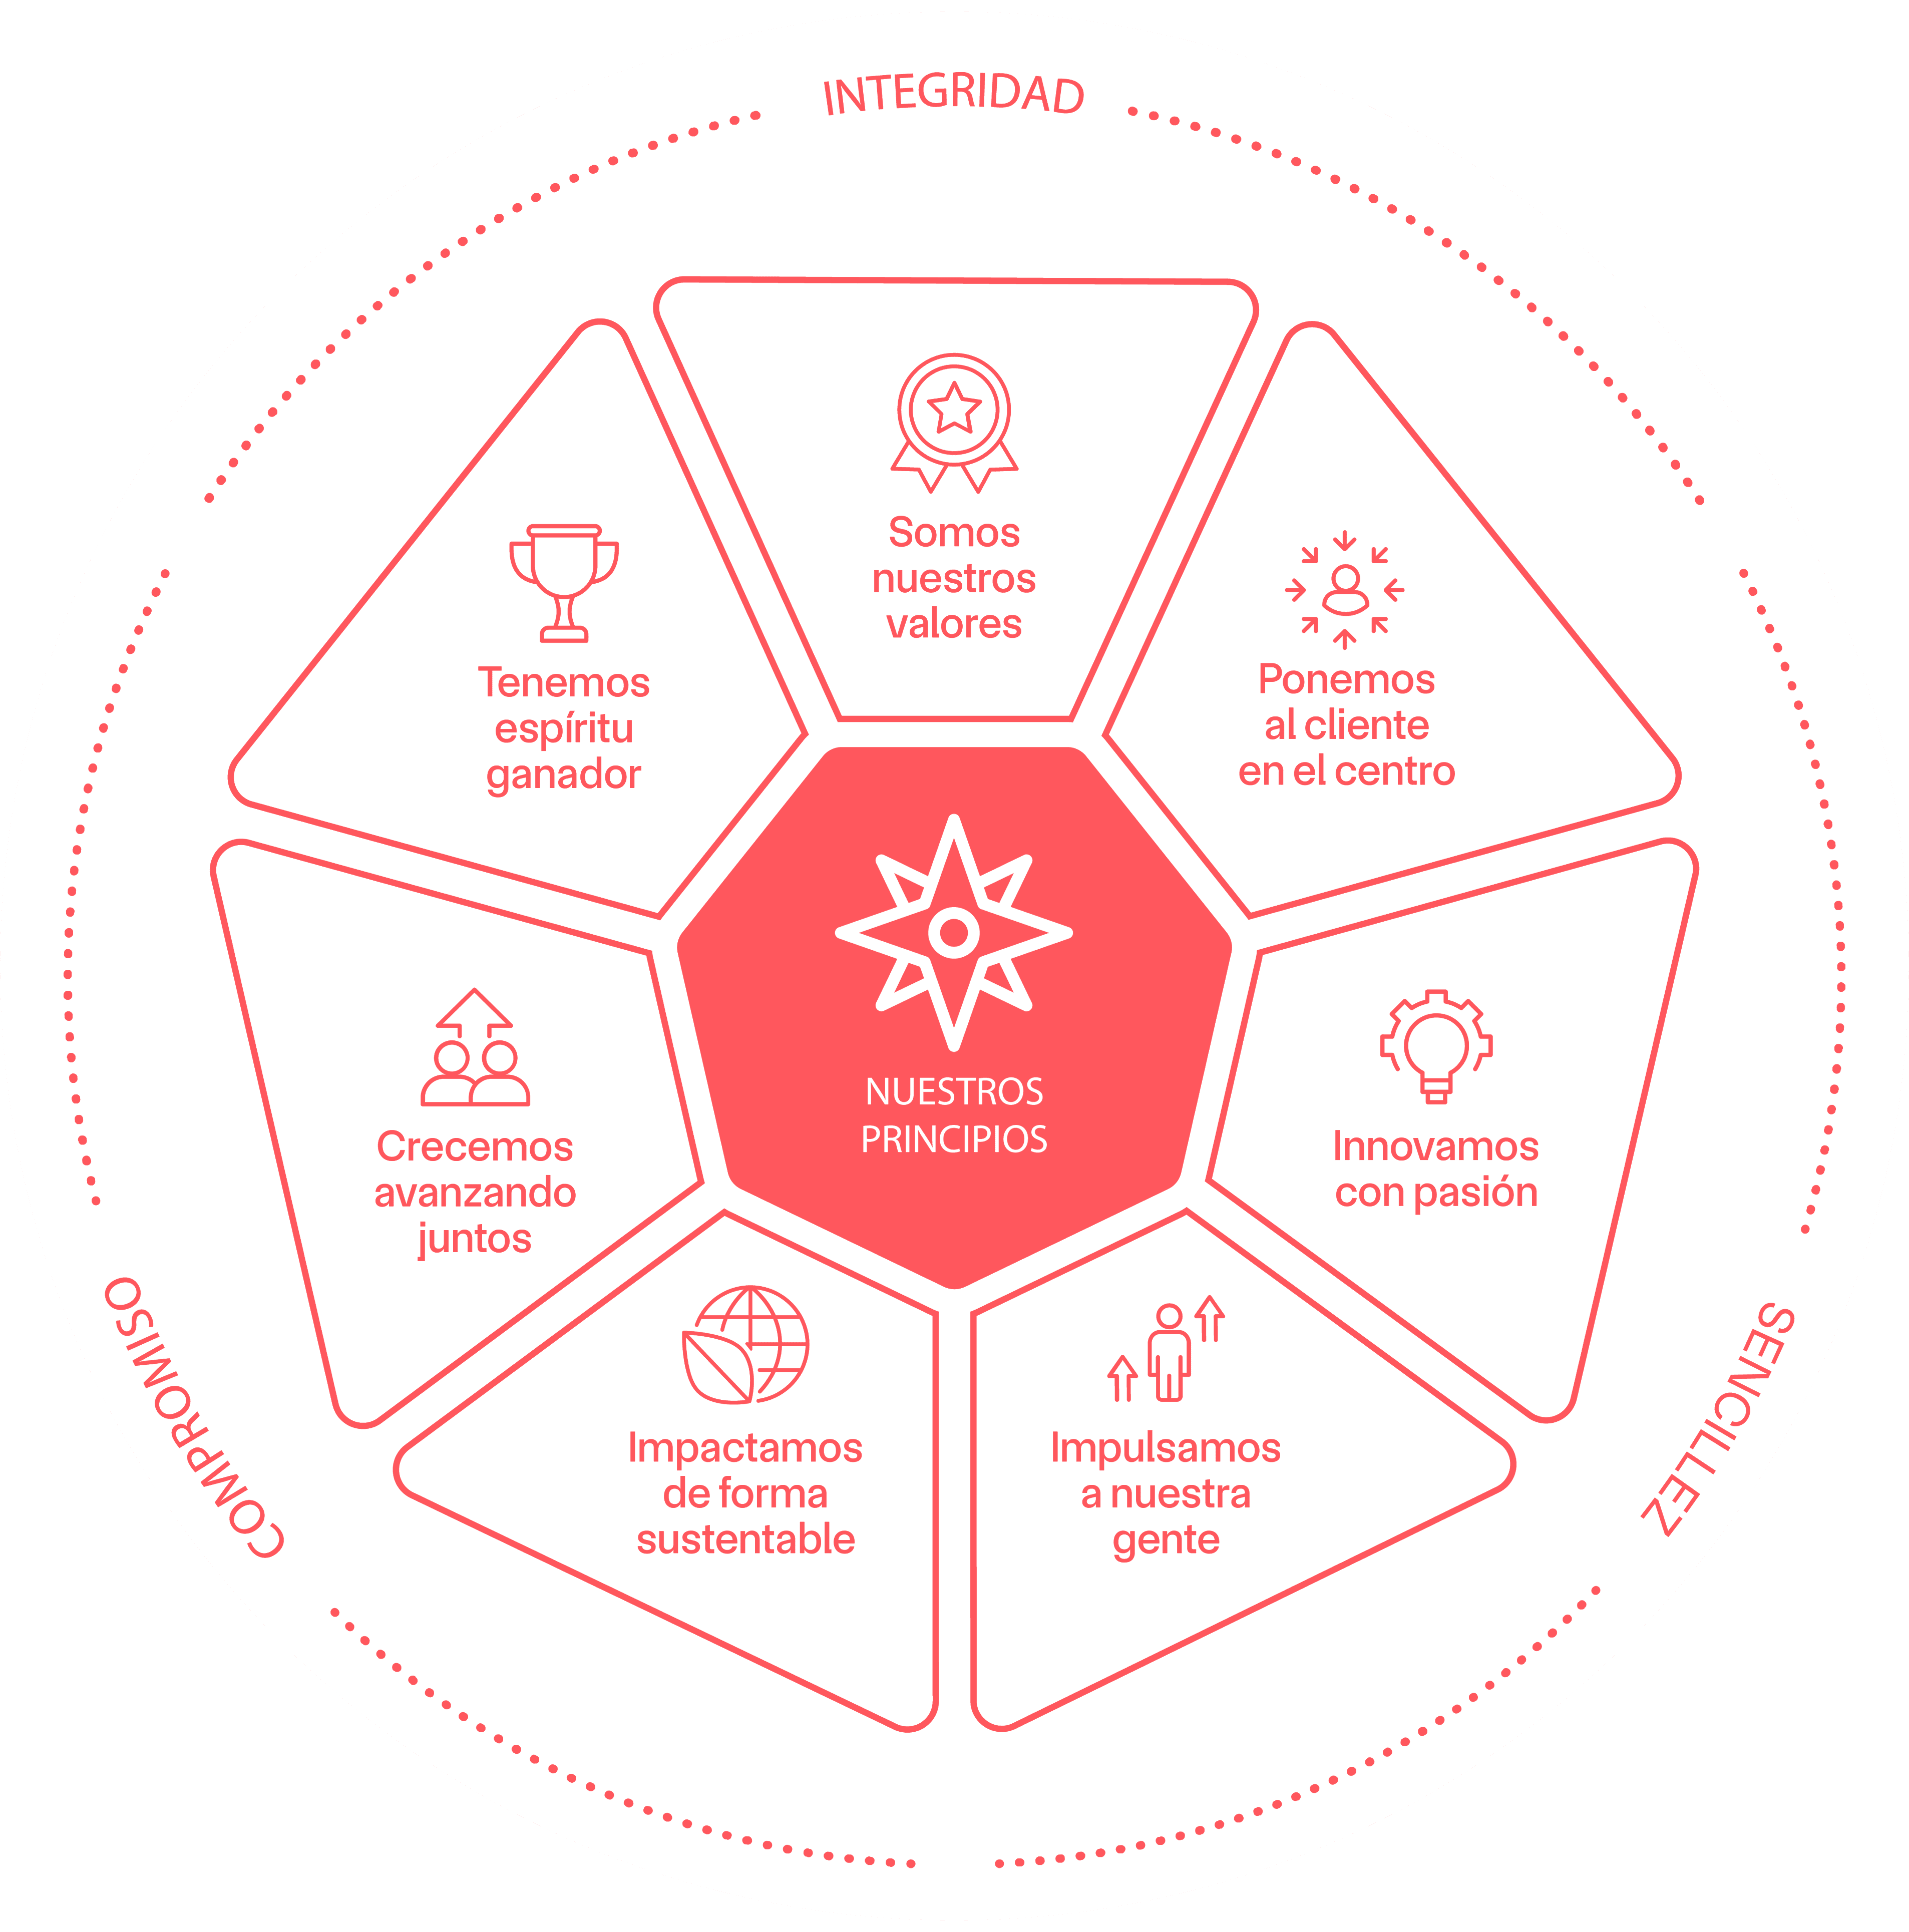 INTEGRIDAD
Somos
nuestros
valores
Ponemos
al cliente
en el centro
Innovamos
con pasión
Impulsamos
a nuestra
gente
Impactamos
de forma
sustentable
Crecemos
avanzando
juntos
Tenemos
espíritu
ganador
NUESTROS
PRINCIPIOS
SENCILLEZ
COMPROMISO